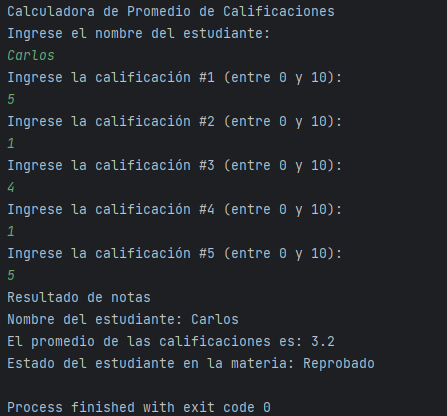 Calculadora de Promedio de Calificaciones
Ingrese el nombre del estudiante:
Carlos
Ingrese la calificación #1 (entre 0 y 10):
5
Ingrese la calificación #2 (entre 0 y 10):
1
Ingrese la calificación #3 (entre 0 y 10):
4
Ingrese la calificación #4 (entre 0 y 10):
1
Ingrese la calificación #5 (entre 0 y 10):
5
Resultado de notas
Nombre del estudiante: Carlos
El promedio de las calificaciones es: 3.2
Estado del estudiante en la materia: Reprobado
Process finished with exit code 0